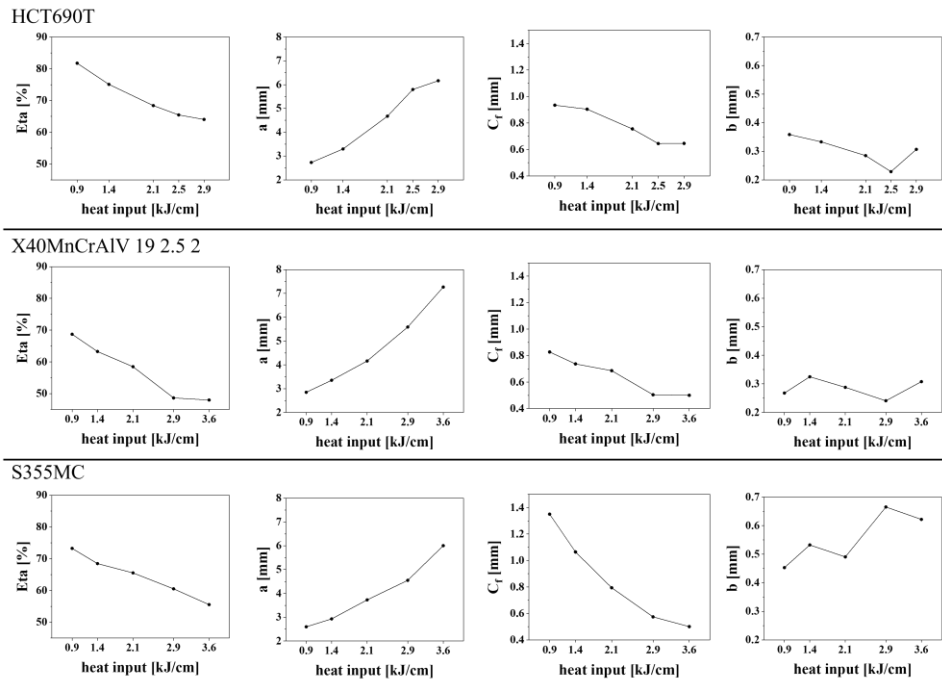 HCT690T
90
80
70
60
50
Eta [%]
0.9 1.4 2.1 2.5 2.9
heat input [kJ/cm]
8
7
6
5
4
3
2
a [mm]
0.9 1.4 2.1 2.5 2.9
heat input [kJ/cm]
1.4
1.2
1.0
0.8
0.6
0.4
Cf [mm]
0.9 1.4 2.1 2.5 2.9
heat input [kJ/cm]
0.7
0.6
0.5
0.4
0.3
0.2
b [mm]
0.9 1.4 2.1 2.5 2.9
heat input [kJ/cm]
X40MnCrAlV 19 2.5 2
90
80
70
60
50
Eta [%]
0.9 1.4 2.1 2.9 3.6
heat input [kJ/cm]
8
7
6
5
4
3
2
a [mm]
0.9 1.4 2.1 2.9 3.6
heat input [kJ/cm]
1.4
1.2
1.0
0.8
0.6
0.4
Cf [mm]
0.9 1.4 2.1 2.9 3.6
heat input [kJ/cm]
0.7
0.6
0.5
0.4
0.3
0.2
b [mm]
0.9 1.4 2.1 2.9 3.6
heat input [kJ/cm]
S355MC
90
80
70
60
50
Eta [%]
0.9 1.4 2.1 2.9 3.6
heat input [kJ/cm]
8
7
6
5
4
3
2
a [mm]
0.9 1.4 2.1 2.9 3.6
heat input [kJ/cm]
1.4
1.2
1.0
0.8
0.6
0.4
Cf [mm]
0.9 1.4 2.1 2.9 3.6
heat input [kJ/cm]
0.7
0.6
0.5
0.4
0.3
0.2
b [mm]
0.9 1.4 2.1 2.9 3.6
heat input [kJ/cm]